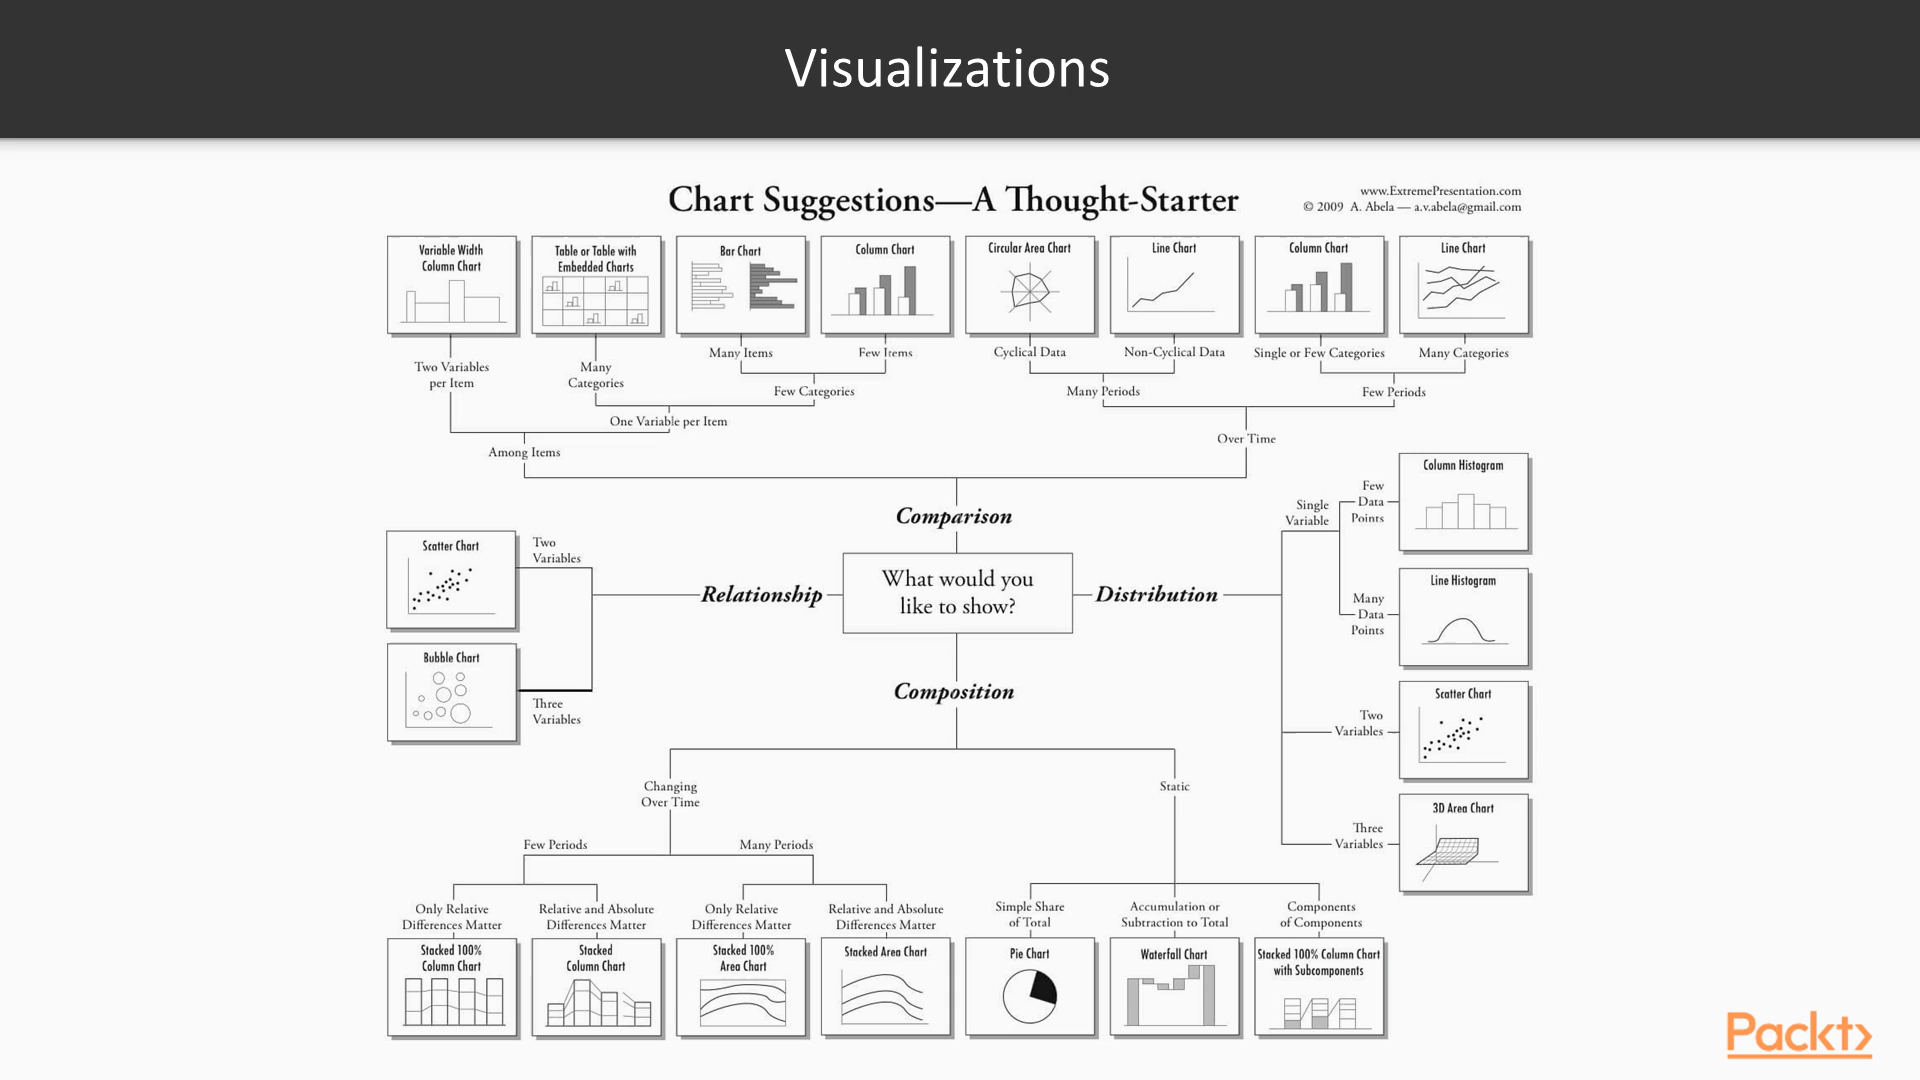 Visualizations
Chart Suggestions—A Thought-Starter
www.ExtremePresentation.com
© 2009 A. Abela — a.v.abela@gmail.com
Variable Width
Column Chart
Table or Table with
Embedded Charts
Bar Chart
Column Chart
Circular Area Chart
Line Chart
Column Chart
Line Chart
Two Variables
per Item
Many
Categories
Many Items
Few Items
Cyclical Data
Non-Cyclical Data
Single or Few Categories
Many Categories
Few Categories
Many Periods
Few Periods
One Variable per Item
Among Items
Over Time
Comparison
What would you
like to show?
Relationship
Two
Variables
Scatter Chart
Bubble Chart
Three
Variables
Distribution
Single
Variable
Few
Data
Points
Column Histogram
Many
Data
Points
Line Histogram
Two
Variables
Scatter Chart
Three
Variables
3D Area Chart
Composition
Changing
Over Time
Static
Few Periods
Many Periods
Only Relative
Differences Matter
Relative and Absolute
Differences Matter
Only Relative
Differences Matter
Relative and Absolute
Differences Matter
Simple Share
of Total
Accumulation or
Subtraction to Total
Components
of Components
Stacked 100%
Column Chart
Stacked
Column Chart
Stacked 100%
Area Chart
Stacked Area Chart
Pie Chart
Waterfall Chart
Stacked 100% Column Chart
with Subcomponents
Packt>